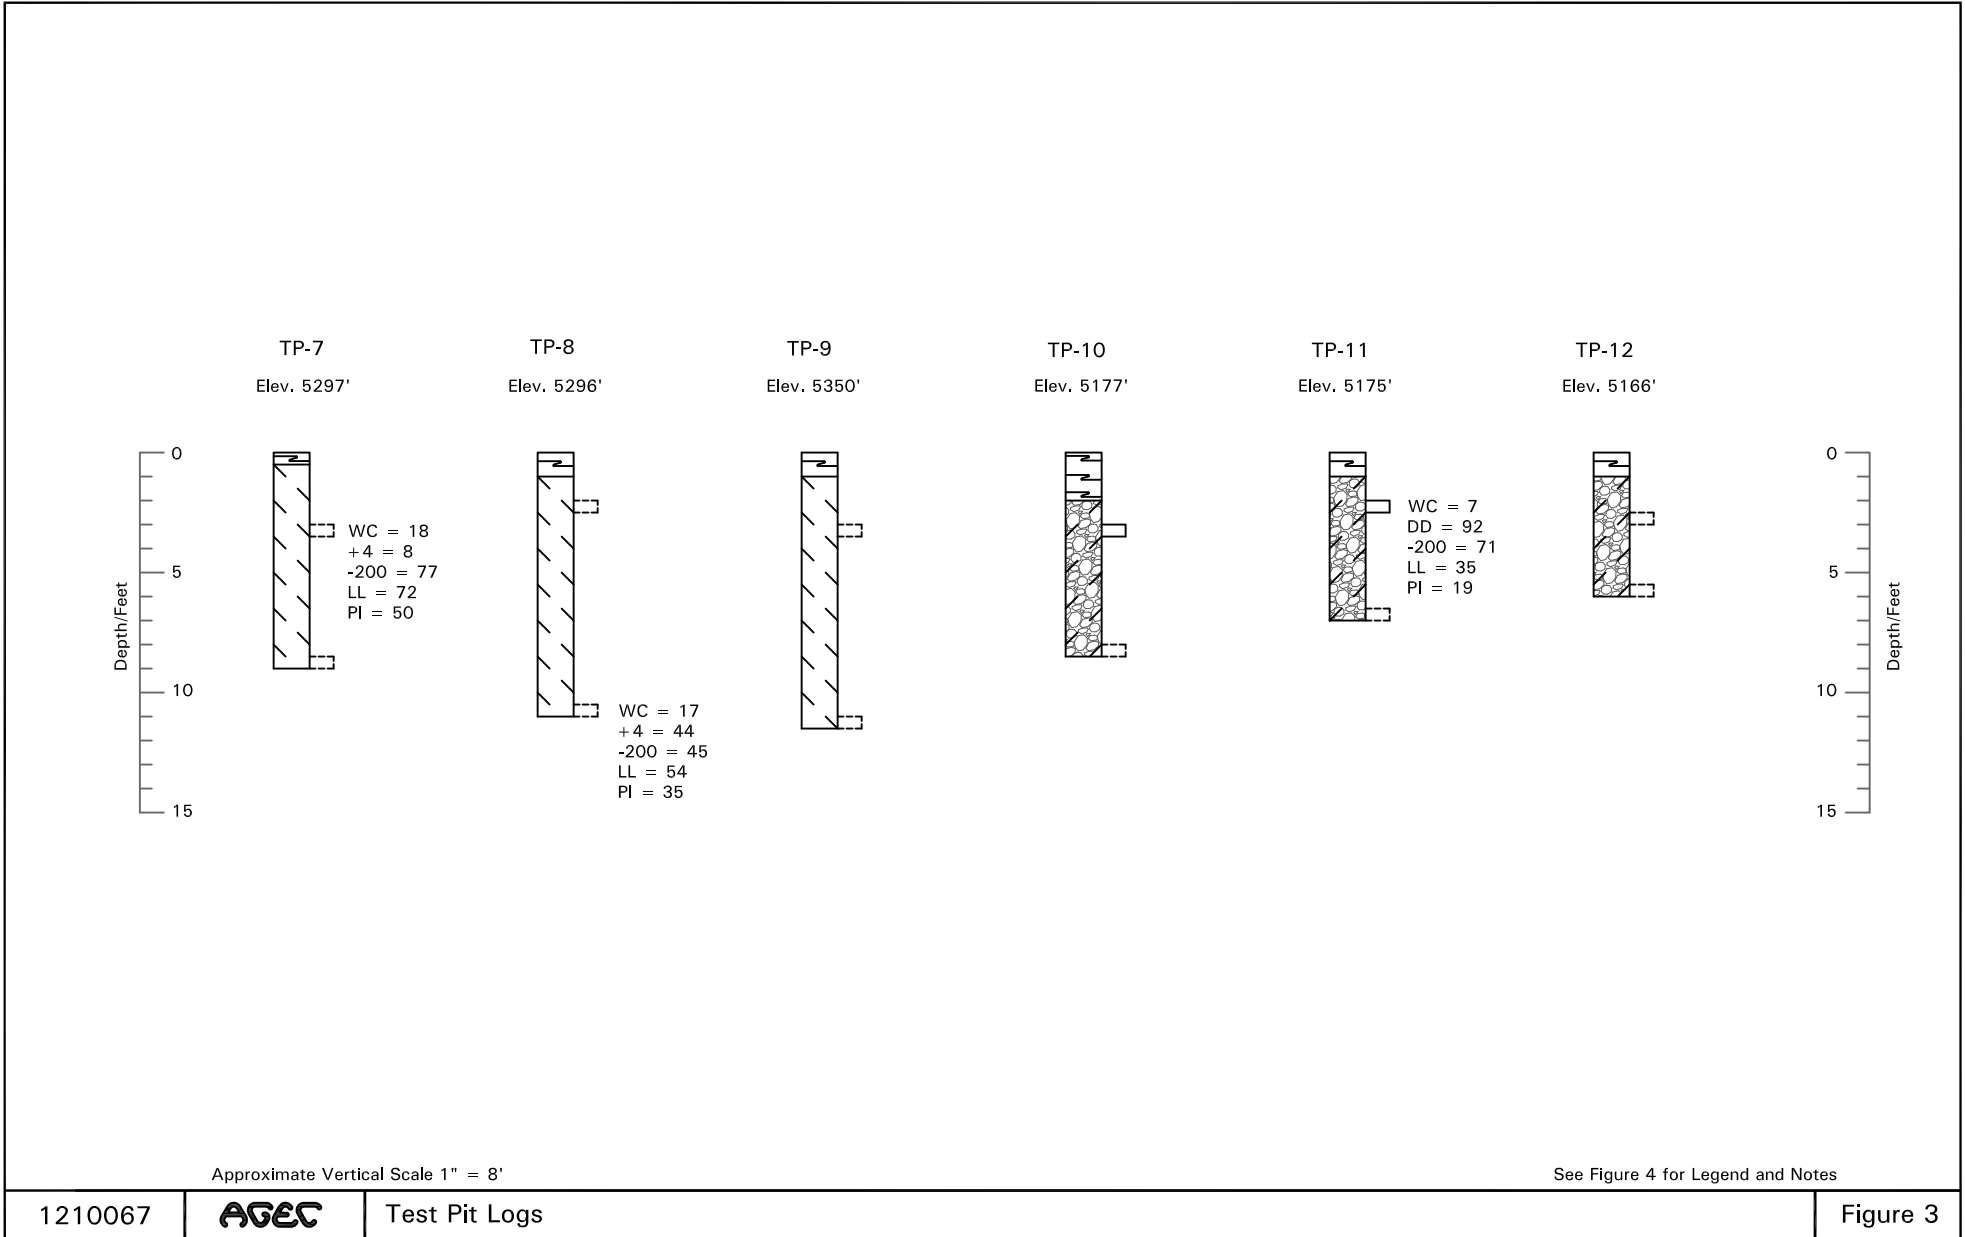 TP-7
Elev. 5297'
TP-8
Elev. 5296'
TP-9
Elev. 5350'
TP-10
Elev. 5177'
TP-11
Elev. 5175'
TP-12
Elev. 5166'
0
5
10
15
Depth/Feet
WC = 18
+4 = 8
-200 = 77
LL = 72
PI = 50
WC = 17
+4 = 44
-200 = 45
LL = 54
PI = 35
WC = 7
DD = 92
-200 = 71
LL = 35
PI = 19
0
5
10
15
Depth/Feet
Approximate Vertical Scale 1" = 8'
See Figure 4 for Legend and Notes
1210067
AGEC
Test Pit Logs
Figure 3